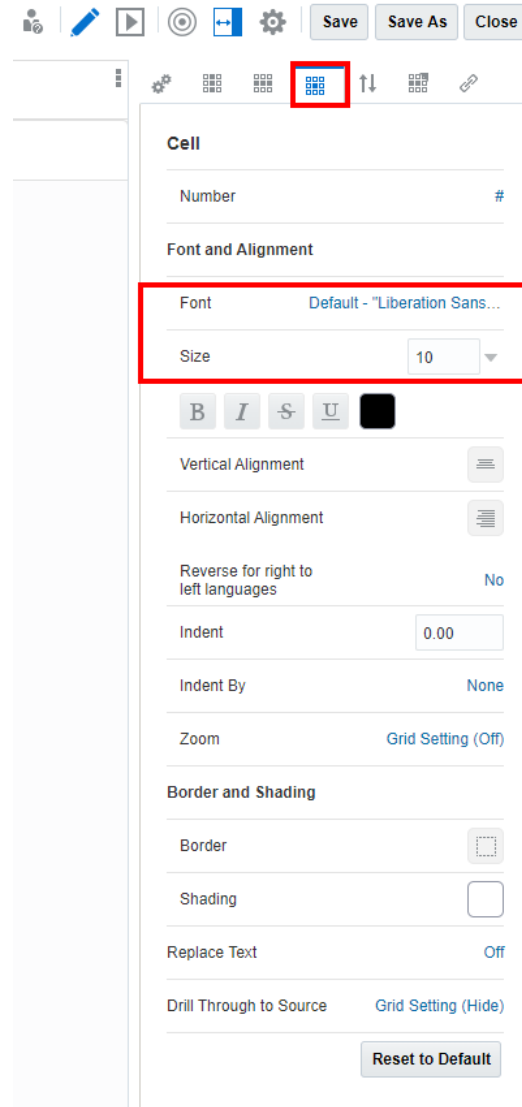 Save Save As Close
Cell
Number #
Font and Alignment
Font Default - "Liberation Sans...
Size 10
B I S U
Vertical Alignment
Horizontal Alignment
Reverse for right to
left languages No
Indent 0.00
Indent By None
Zoom Grid Setting (Off)
Border and Shading
Border
Shading
Replace Text Off
Drill Through to Source Grid Setting (Hide)
Reset to Default